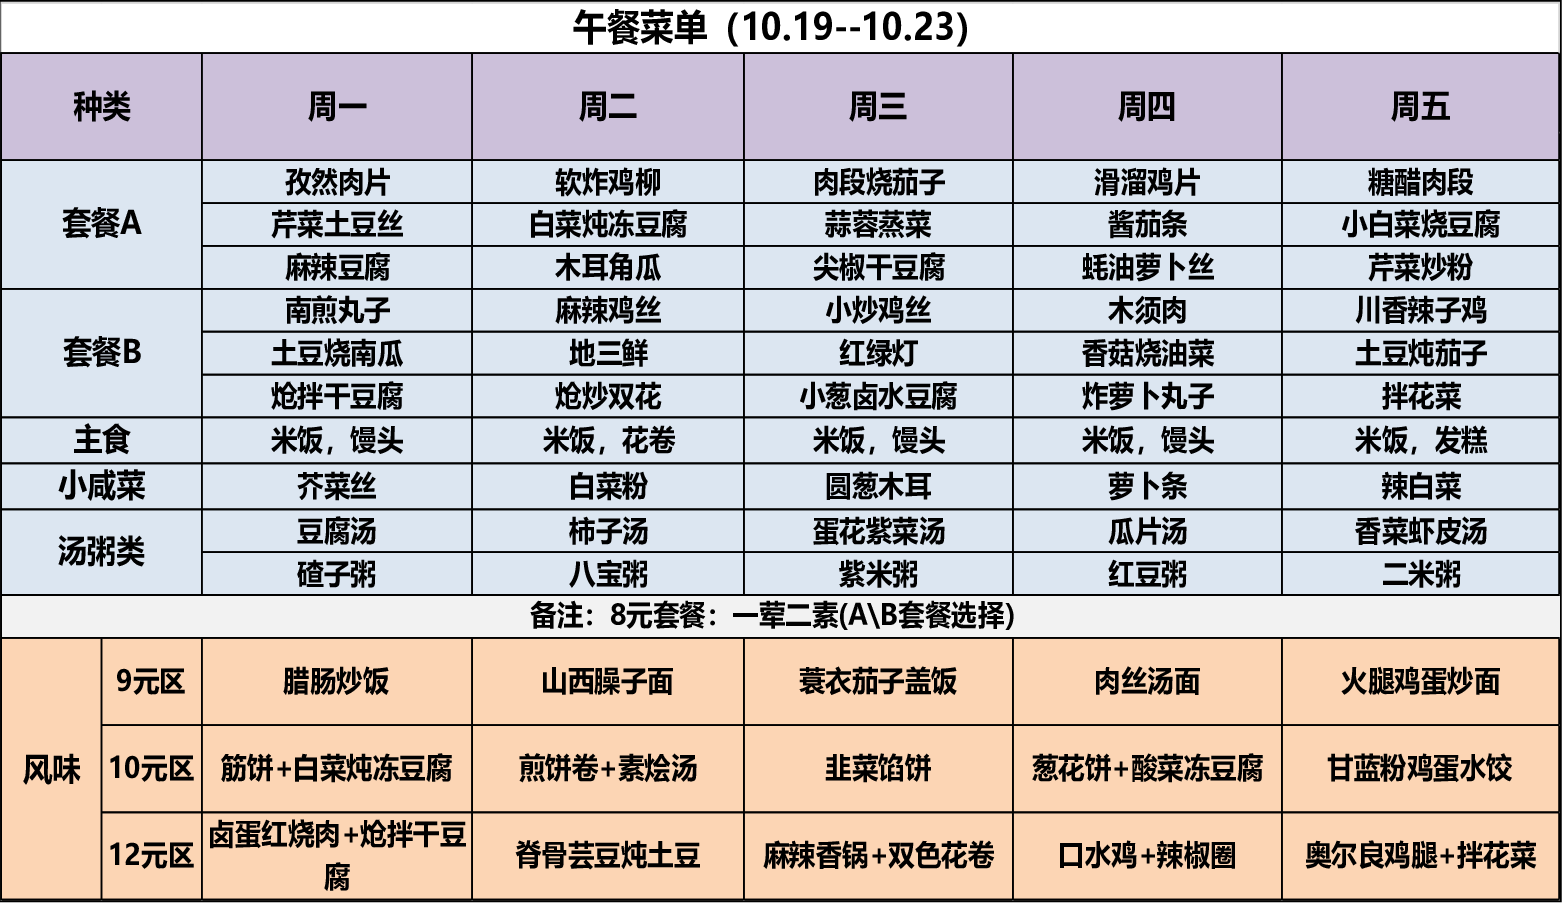 午餐菜单（10.19--10.23）
种类 周一 周二 周三 周四 周五
套餐A
孜然肉片 软炸鸡柳 肉段烧茄子 滑溜鸡片 糖醋肉段
芹菜土豆丝 白菜炖冻豆腐 蒜蓉蒸菜 酱茄条 小白菜烧豆腐
麻辣豆腐 木耳角瓜 尖椒干豆腐 蚝油萝卜丝 芹菜炒粉
套餐B
南煎丸子 麻辣鸡丝 小炒鸡丝 木须肉 川香辣子鸡
土豆烧南瓜 地三鲜 红绿灯 香菇烧油菜 土豆炖茄子
炝拌干豆腐 炝炒双花 小葱卤水豆腐 炸萝卜丸子 拌花菜
主食 米饭，馒头 米饭，花卷 米饭，馒头 米饭，馒头 米饭，发糕
小咸菜 芥菜丝 白菜粉 圆葱木耳 萝卜条 辣白菜
汤粥类
豆腐汤 柿子汤 蛋花紫菜汤 瓜片汤 香菜虾皮汤
碴子粥 八宝粥 紫米粥 红豆粥 二米粥
备注：8元套餐：一荤二素(A\B套餐选择)
风味
9元区 腊肠炒饭 山西臊子面 蓑衣茄子盖饭 肉丝汤面 火腿鸡蛋炒面
10元区 筋饼+白菜炖冻豆腐 煎饼卷+素烩汤 韭菜馅饼 葱花饼+酸菜冻豆腐 甘蓝粉鸡蛋水饺
12元区 卤蛋红烧肉+炝拌干豆腐 脊骨芸豆炖土豆 麻辣香锅+双色花卷 口水鸡+辣椒圈 奥尔良鸡腿+拌花菜